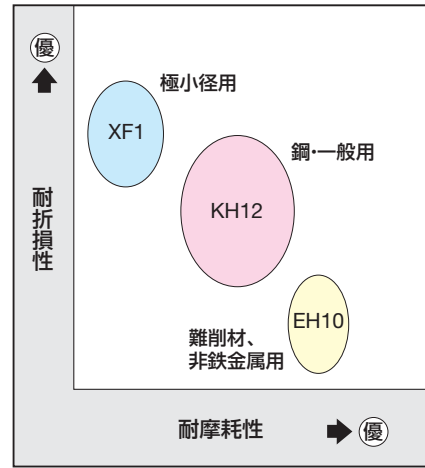 優
極小径用
XF1
鋼・一般用
KH12
耐折損性
EH10
難削材、
非鉄金属用
耐摩耗性
優